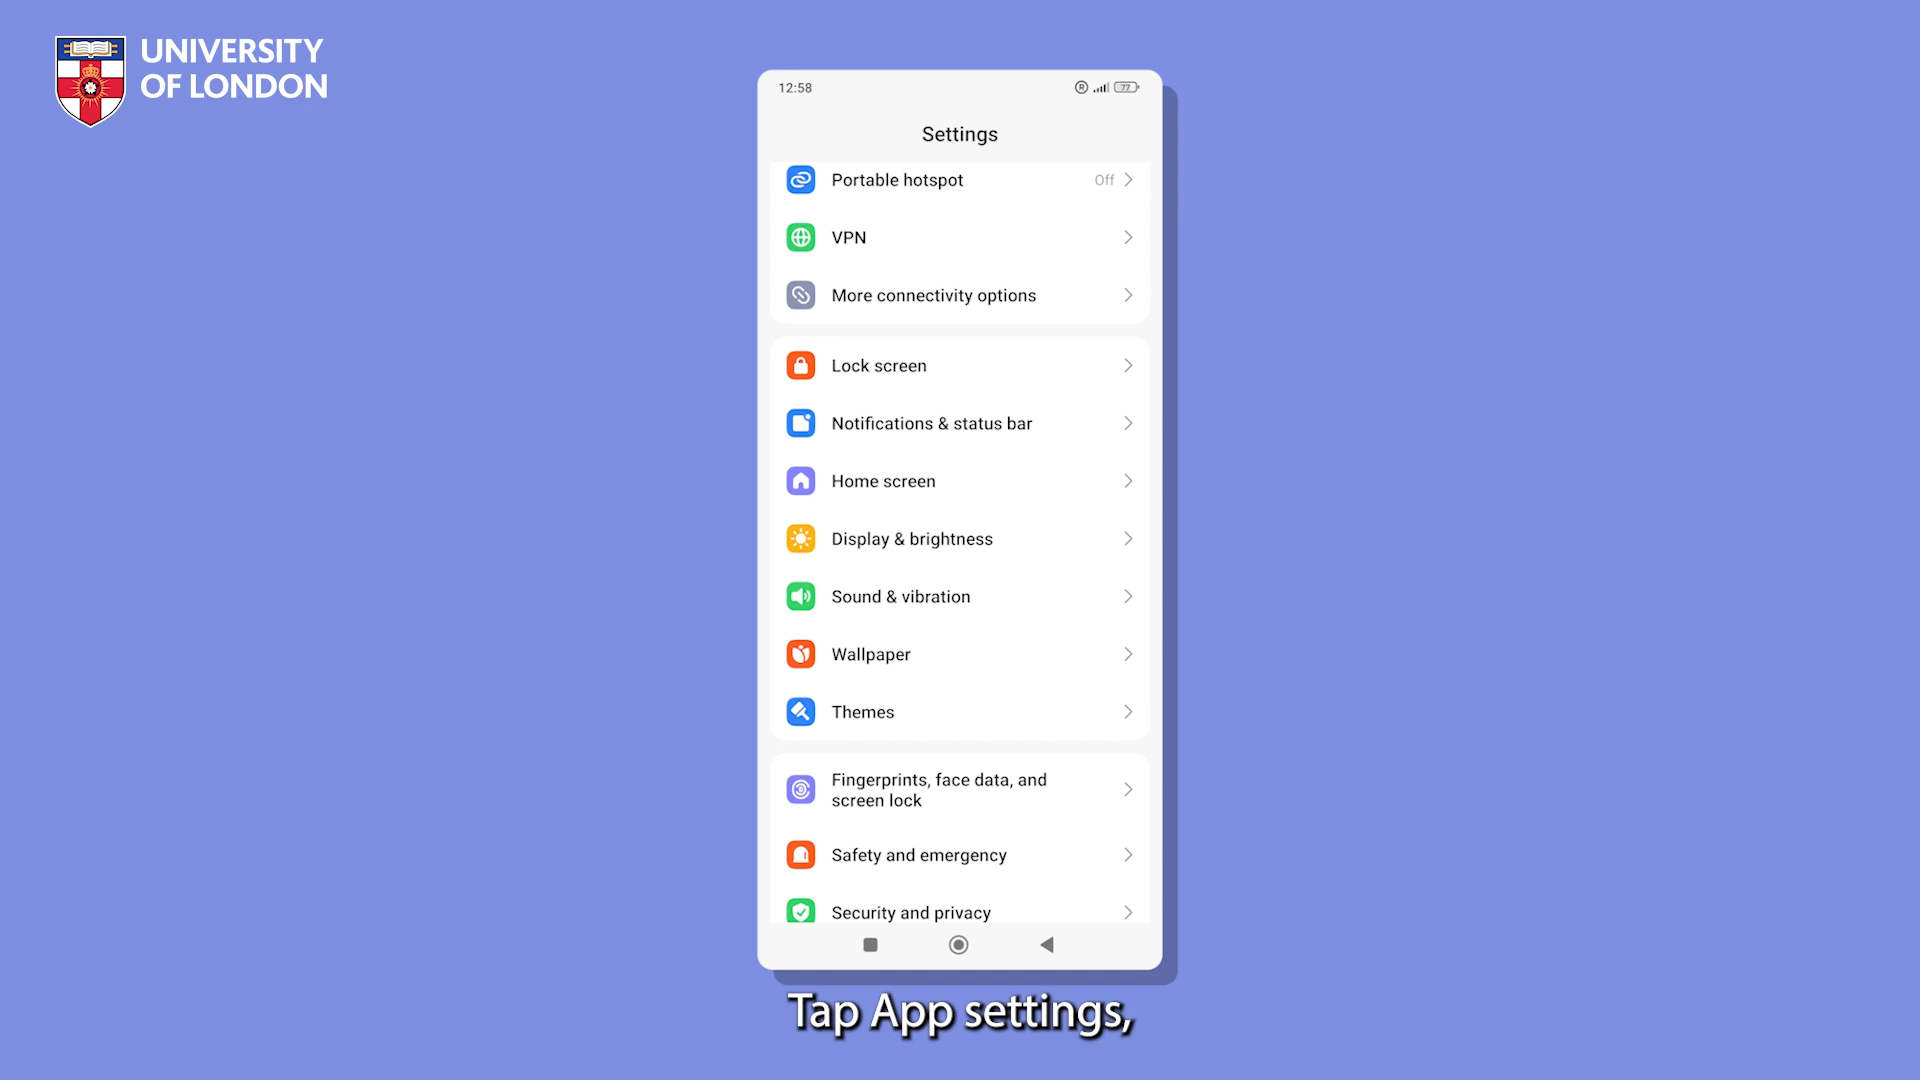 UNIVERSITY
OF LONDON
12:58
R
77
Settings
Portable hotspot Off
VPN
More connectivity options
Lock screen
Notifications & status bar
Home screen
Display & brightness
Sound & vibration
Wallpaper
Themes
Fingerprints, face data, and
screen lock
Safety and emergency
Security and privacy
Tap App settings,